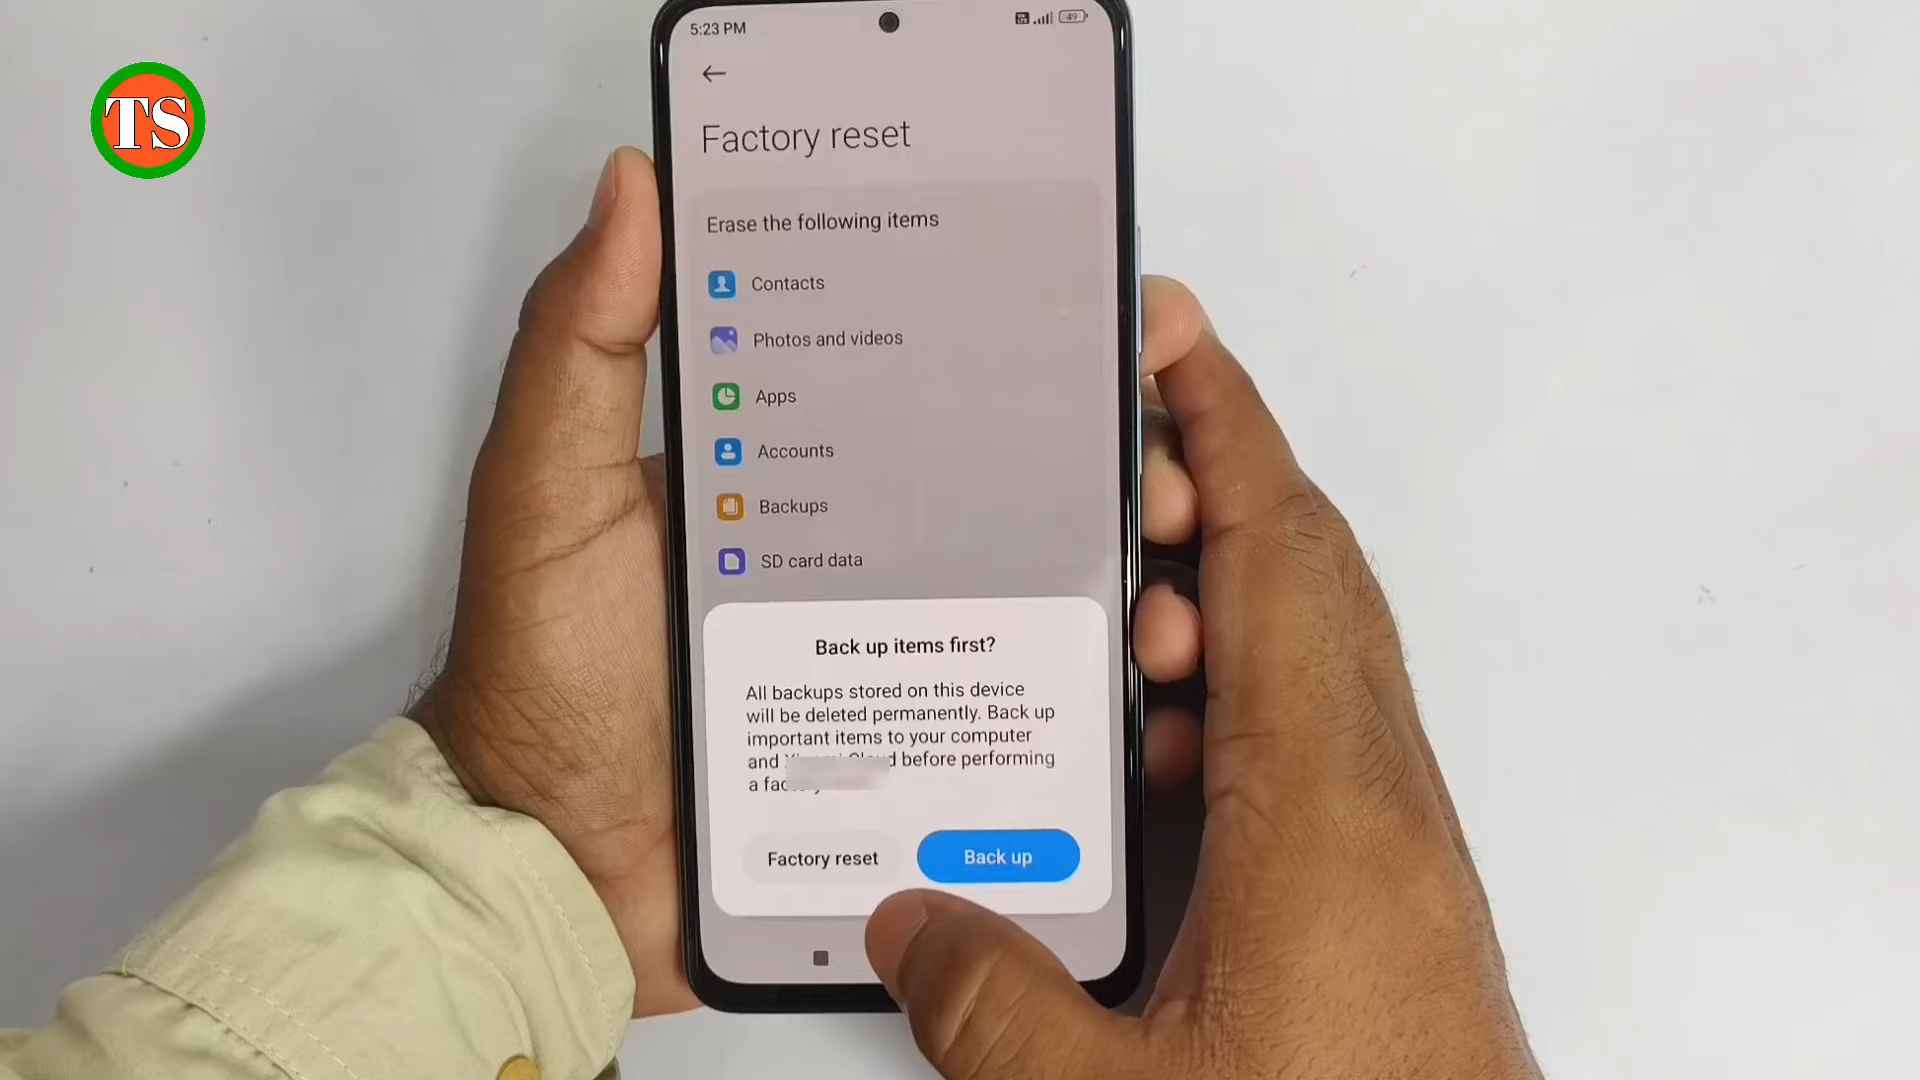 5:23 PM
49
TS
Factory reset
Erase the following items
Contacts
Photos and videos
Apps
Accounts
Backups
SD card data
Back up items first?
All backups stored on this device
will be deleted permanently. Back up
important items to your computer
and Cloud before performing
a
Factory reset
Back up